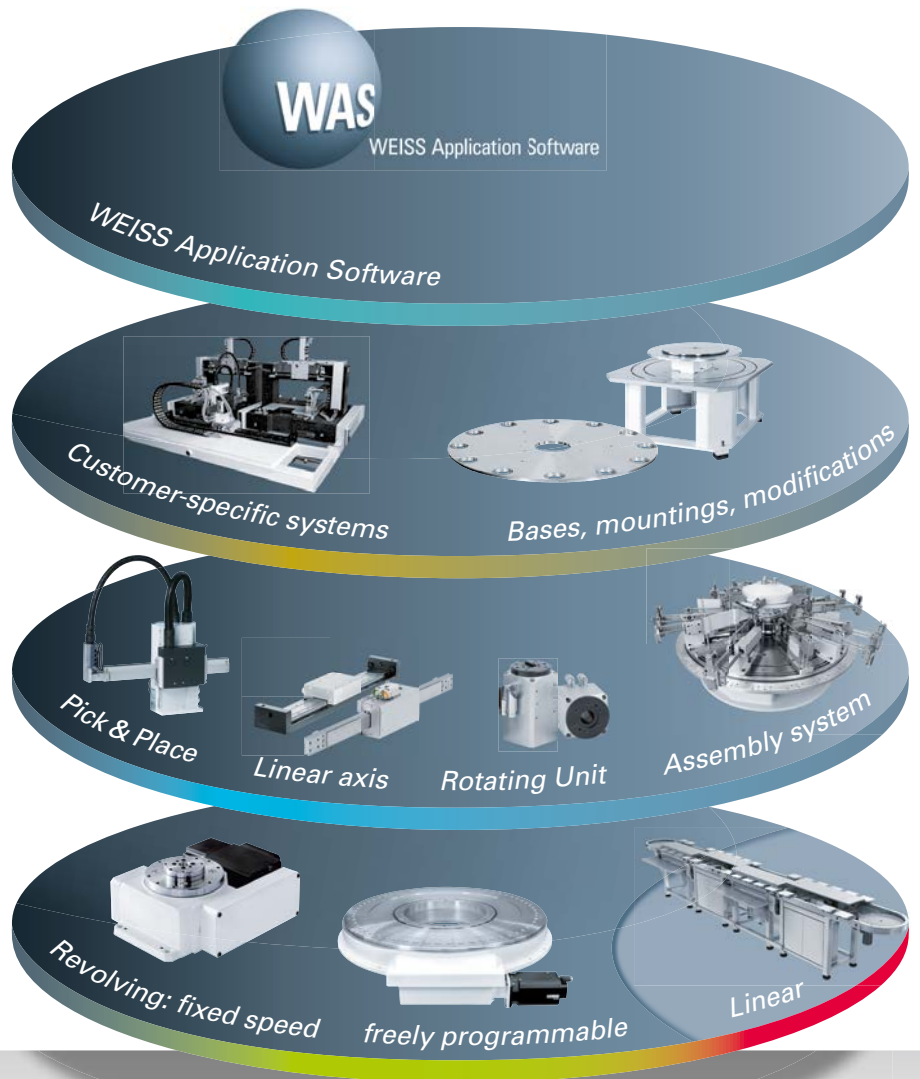 WAS
WEISS Application Software
WEISS Application Software
Customer-specific systems
Bases, mountings, modifications
Pick & Place
Linear axis
Rotating Unit
Assembly system
Revolving: fixed speed
freely programmable
Linear